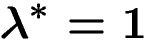 λ* = 1